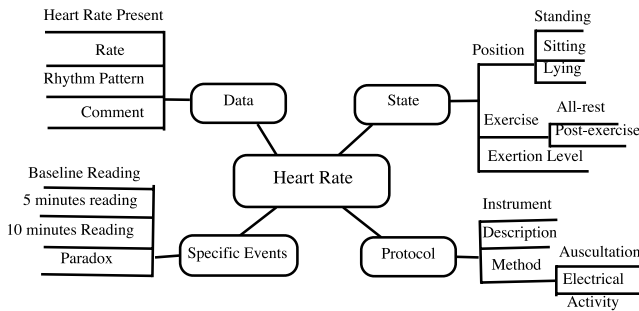 Heart Rate Present
Rate
Rhythm Pattern
Comment
Data
State
Position
Standing
Sitting
Lying
Exercise
All-rest
Post-exercise
Exertion Level
Heart Rate
Baseline Reading
5 minutes reading
10 minutes Reading
Paradox
Specific Events
Protocol
Instrument
Description
Method
Auscultation
Electrical
Activity